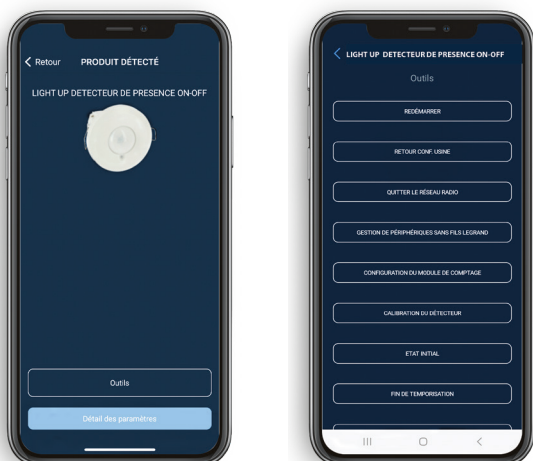 Retour
PRODUIT DÉTECTÉ
LIGHT UP DETECTEUR DE PRESENCE ON-OFF
Outils
Détail des paramètres
LIGHT UP DETECTEUR DE PRESENCE ON-OFF
Outils
REDÉMARRER
RETOUR CONF. USINE
QUITTER LE RÉSEAU RADIO
GESTION DE PÉRIPHÉRIQUES SANS FILS LEGRAND
CONFIGURATION DU MODULE DE COMPTAGE
CALIBRATION DU DÉTECTEUR
ETAT INITIAL
FIN DE TEMPORISATION